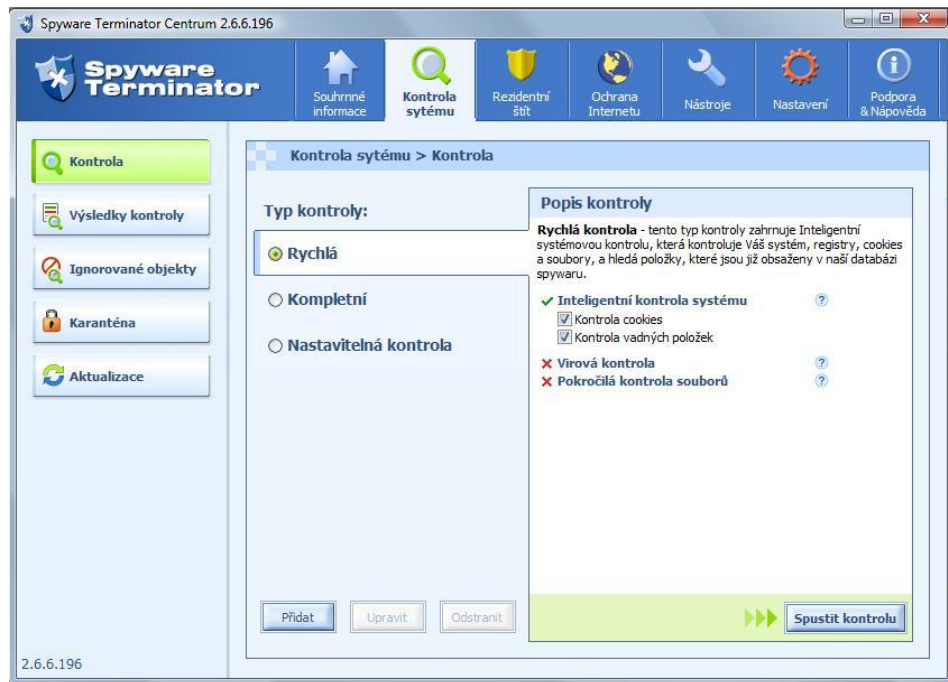 Spyware Terminator Centrum 2.6.6.196
Spyware
Terminator
Souhrnné
informace
Kontrola
sytému
Rezidentní
štít
Ochrana
Internetu
Nástroje
Nastavení
Podpora
& Nápověda
Kontrola
Výsledky kontroly
Ignorované objekty
Karanténa
Aktualizace
Kontrola sytému > Kontrola
Typ kontroly:
Rychlá
Kompletní
Nastavitelná kontrola
Popis kontroly
Rychlá kontrola - tento typ kontroly zahrnuje Inteligentní
systémovou kontrolu, která kontroluje Váš systém, registry, cookies
a soubory, a hledá položky, které jsou již obsaženy v naší databázi
spywaru.
Inteligentní kontrola systému ?
Kontrola cookies
Kontrola vadných položek
Virová kontrola ?
Pokročilá kontrola souborů ?
Přidat
Upravit
Odstranit
Spustit kontrolu
2.6.6.196